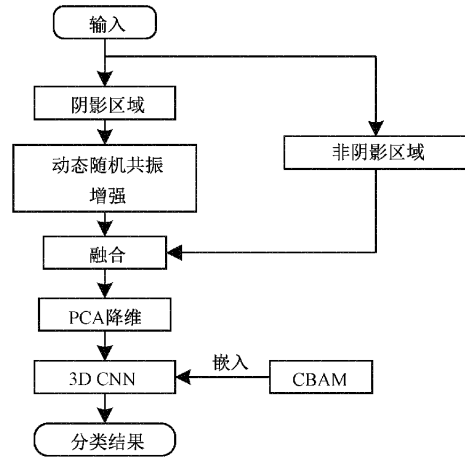 输入
阴影区域
动态随机共振
增强
非阴影区域
融合
PCA降维
3D CNN
嵌入
CBAM
分类结果